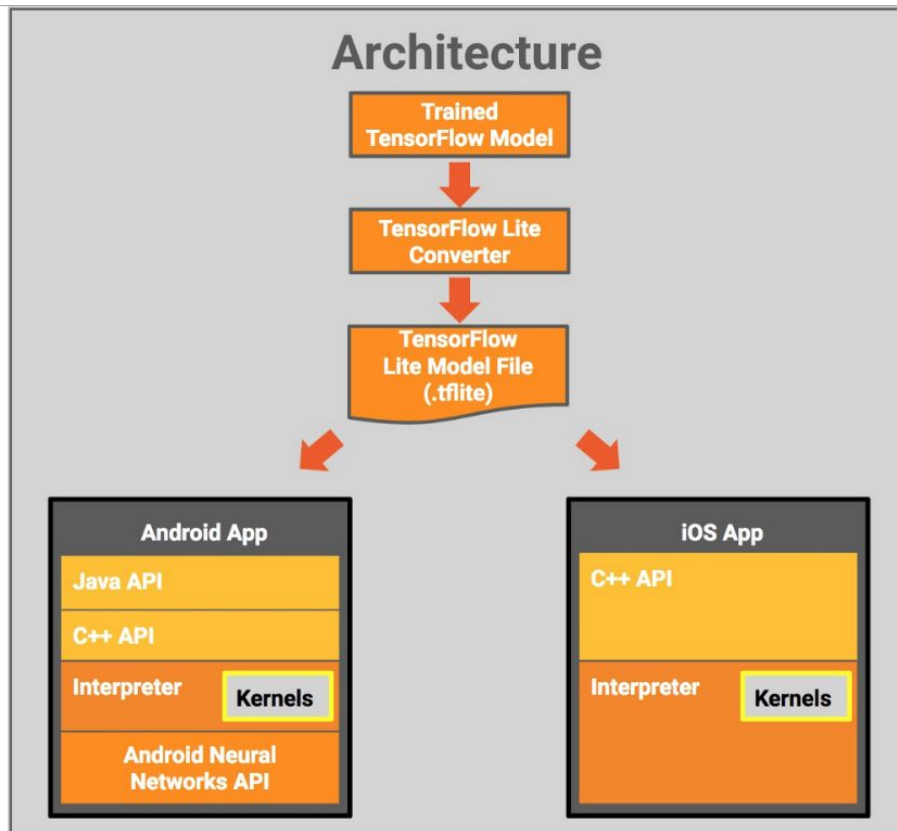 Architecture
Trained
TensorFlow Model
TensorFlow Lite
Converter
TensorFlow
Lite Model File
(.tflite)
Android App
Java API
C++ API
Interpreter
Kernels
Android Neural
Networks API
iOS App
C++ API
Interpreter
Kernels